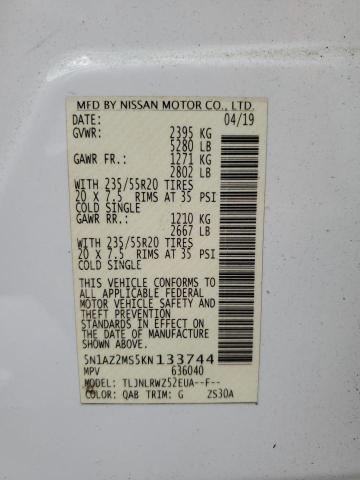 MFD BY NISSAN MOTOR CO., LTD.
DATE: 04/19
GVWR: 2395 KG
5280 LB
GAWR FR.: 1271 KG
2802 LB
WITH 235/55R20 TIRES
20 X 7.5 RIMS AT 35 PSI
COLD SINGLE
GAWR RR.: 1210 KG
2667 LB
WITH 235/55R20 TIRES
20 X 7.5 RIMS AT 35 PSI
COLD SINGLE
THIS VEHICLE CONFORMS TO
ALL APPLICABLE FEDERAL
MOTOR VEHICLE SAFETY
AND THEFT PREVENTION
STANDARDS IN EFFECT ON
THE DATE OF MANUFACTURE
SHOWN ABOVE.
5N1AZ2MS5KN133744
MPV 636040
MODEL: TLJNLRWZ52EUA--F--
COLOR: QAB TRIM: G ZS30A